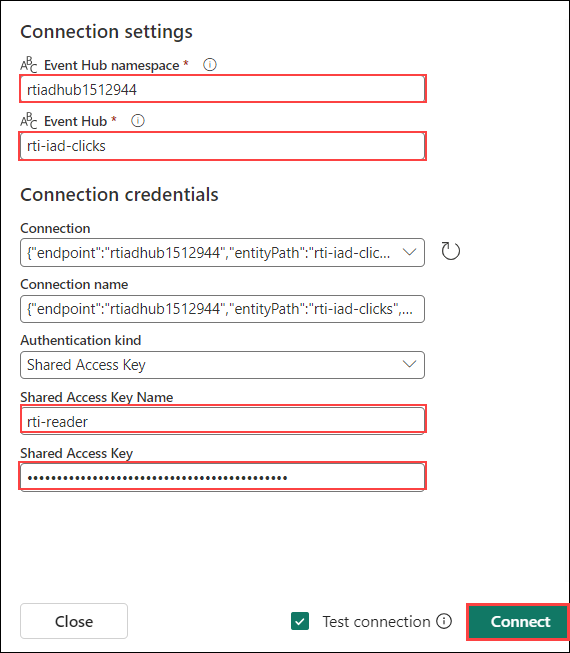 Connection settings
ABC Event Hub namespace *
rtiadhub1512944
ABC Event Hub *
rti-iad-clicks
Connection credentials
Connection
{"endpoint":"rtiadhub1512944","entityPath":"rti-iad-clic...
Connection name
{"endpoint":"rtiadhub1512944","entityPath":"rti-iad-clicks",...
Authentication kind
Shared Access Key
Shared Access Key Name
rti-reader
Shared Access Key
••••••••••••••••••••••••••••••••••••••••••••
Close
Test connection
Connect